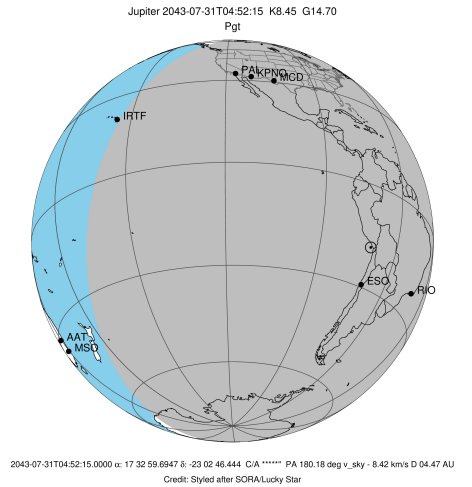 Jupiter 2043-07-31T04:52:15  K8.45  G14.70
Pgt
PAL
KPNO
MCD
IRTF
ESO
RIO
AAT
MSO
2043-07-31T04:52:15.0000 α: 17 32 59.6947 δ: -23 02 46.444  C/A *****"  PA 180.18 deg v_sky - 8.42 km/s D 04.47 AU
Credit: Styled after SORA/Lucky Star